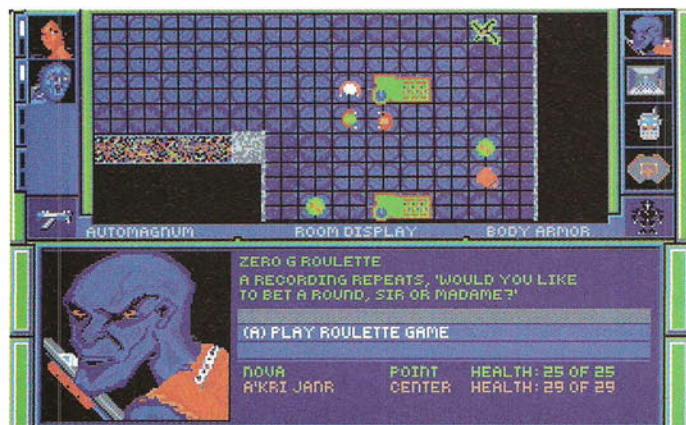 AUTOMAGNUM ROOM DISPLAY BODY ARMOR
ZERO G ROULETTE
A RECORDING REPEATS, 'WOULD YOU LIKE
TO BET A ROUND, SIR OR MADAME?'
(A) PLAY ROULETTE GAME
NOVA POINT HEALTH: 25 OF 25
A'KRI JANR CENTER HEALTH: 29 OF 29